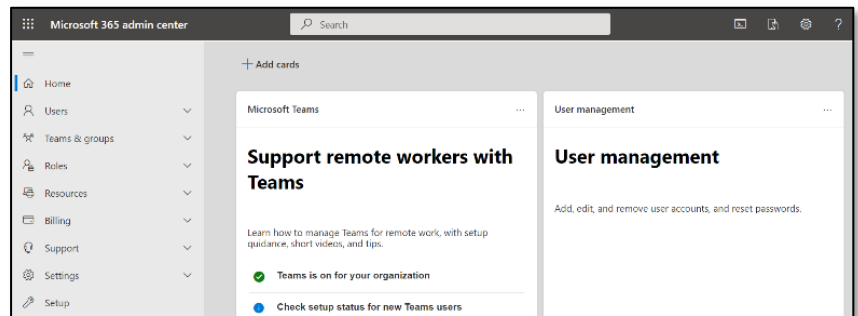 Microsoft 365 admin center
Search
?
Add cards
Home
Users
Teams & groups
Roles
Resources
Billing
Support
Settings
Setup
Microsoft Teams
Support remote workers with
Teams
Learn how to manage Teams for remote work, with setup
guidance, short videos, and tips.
Teams is on for your organization
Check setup status for new Teams users
User management
User management
Add, edit, and remove user accounts, and reset passwords.